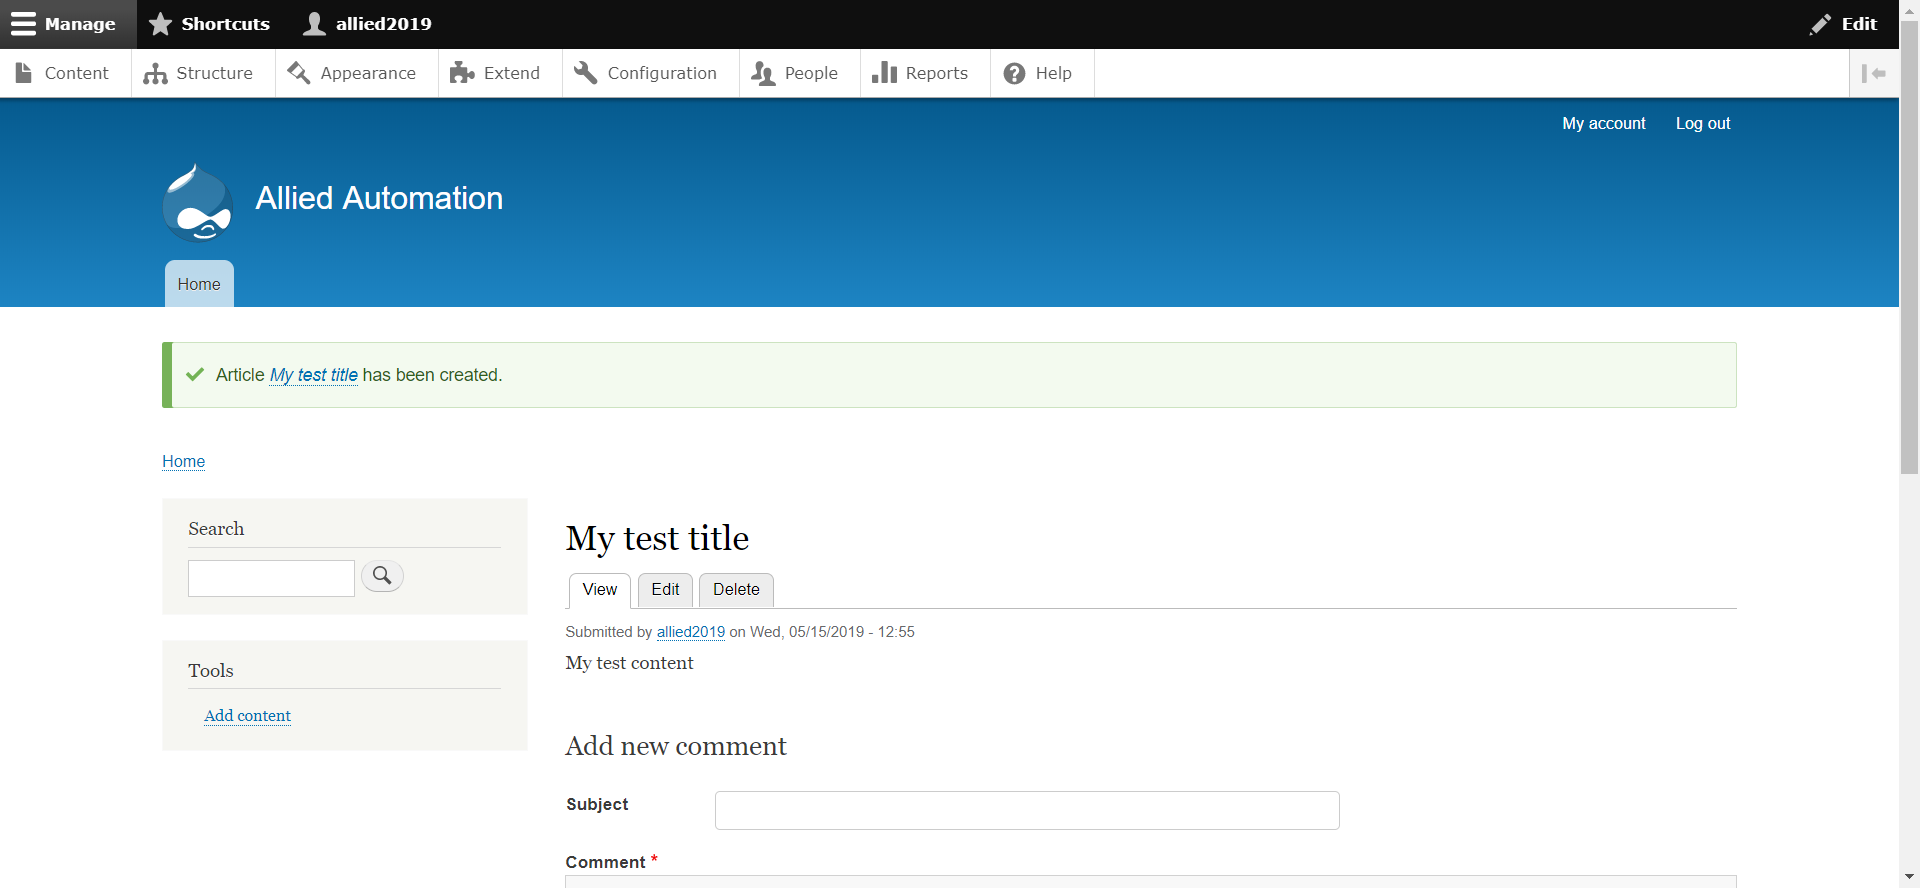 Manage Shortcuts allied2019 Edit
Content Structure Appearance Extend Configuration People Reports Help
My account Log out
Allied Automation
Home
Article My test title has been created.
Home
Search
My test title
View Edit Delete
Submitted by allied2019 on Wed, 05/15/2019 - 12:55
My test content
Tools
Add content
Add new comment
Subject
Comment *